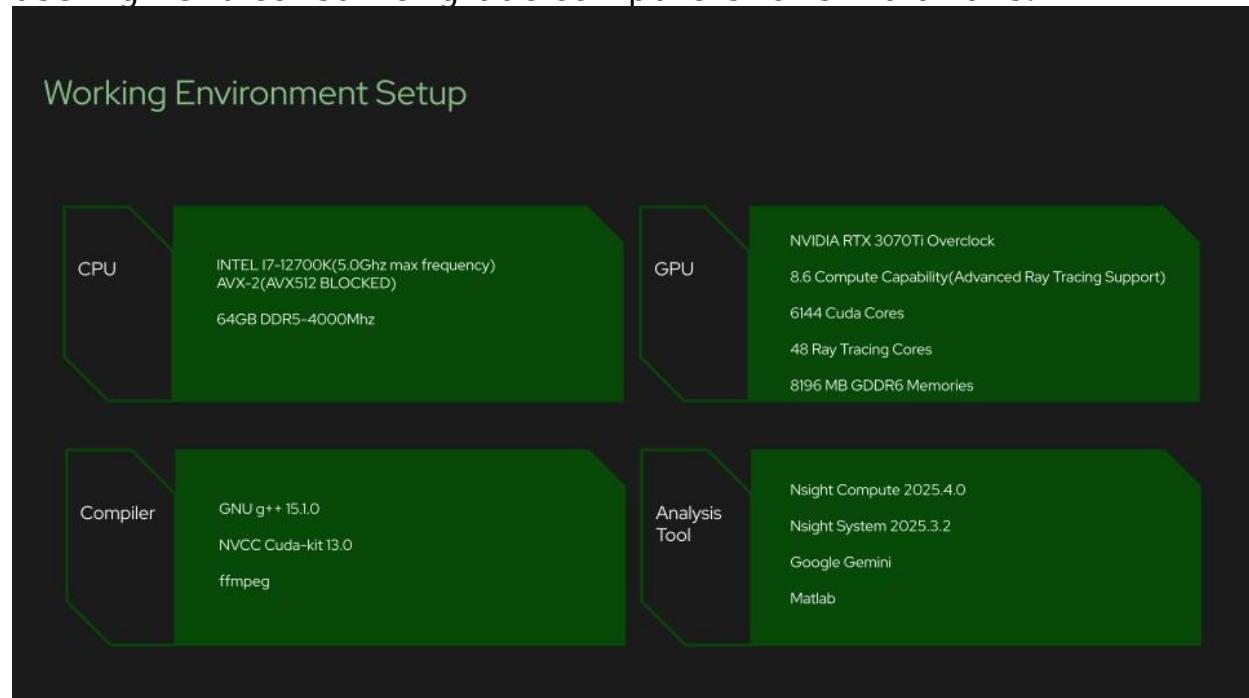 Working Environment Setup
CPU
INTEL I7-12700K(5.0Ghz max frequency)
AVX-2(AVX512 BLOCKED)
64GB DDR5-4000Mhz
GPU
NVIDIA RTX 3070Ti Overclock
8.6 Compute Capability(Advanced Ray Tracing Support)
6144 Cuda Cores
48 Ray Tracing Cores
8196 MB GDDR6 Memories
Compiler
GNU g++ 15.1.0
NVCC Cuda-kit 13.0
ffmpeg
Analysis
Tool
Nsight Compute 2025.4.0
Nsight System 2025.3.2
Google Gemini
Matlab